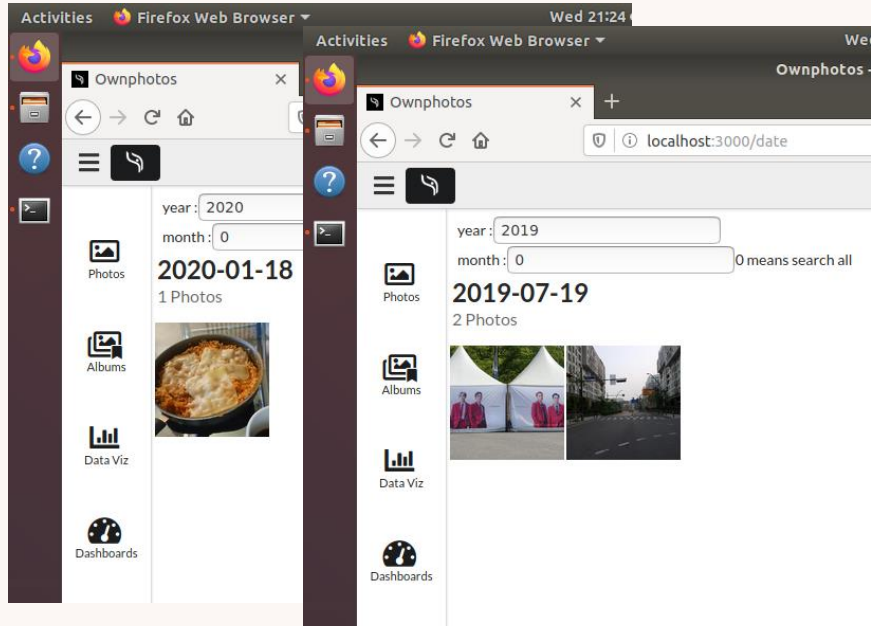 Activities Firefox Web Browser
Wed 21:24
Ownphotos
year : 2020
month : 0
2020-01-18
1 Photos
Photos
Albums
Data Viz
Dashboards
Activities Firefox Web Browser
Ownphotos -
Ownphotos
localhost:3000/date
year : 2019
month : 0 0 means search all
2019-07-19
2 Photos
Photos
Albums
Data Viz
Dashboards